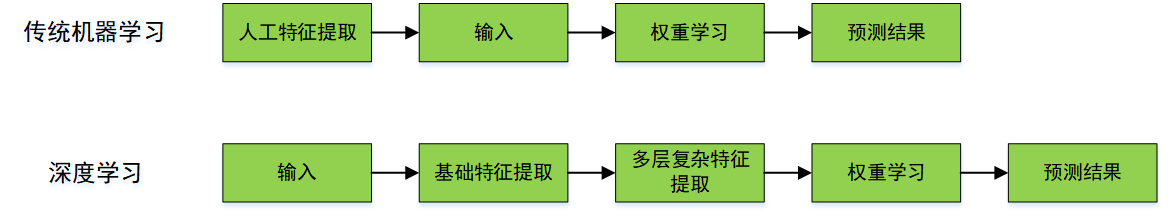 传统机器学习
人工特征提取
输入
权重学习
预测结果
深度学习
输入
基础特征提取
多层复杂特征
提取
权重学习
预测结果